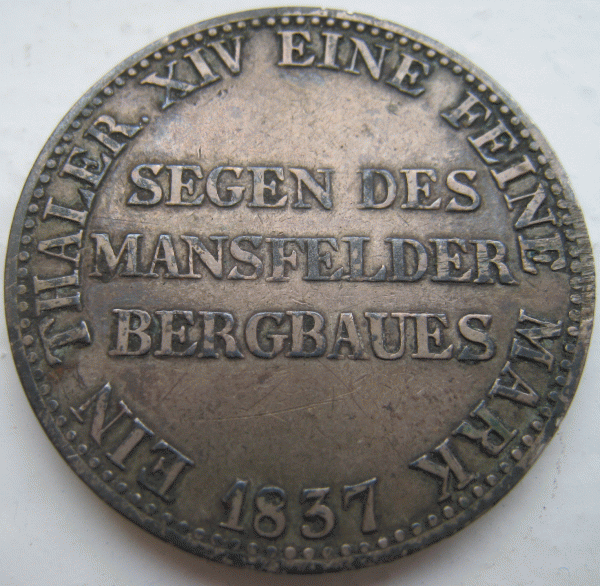 EIN THALER. XIV EINE FEINE MARK
SEGEN DES
MANSFELDER
BERGBAUES
1837